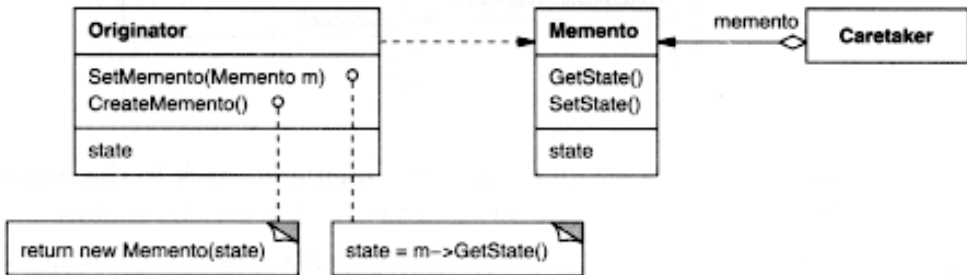 Originator
SetMemento(Memento m)
CreateMemento()
state
Memento
GetState()
SetState()
state
memento
Caretaker
return new Memento(state)
state = m->GetState()